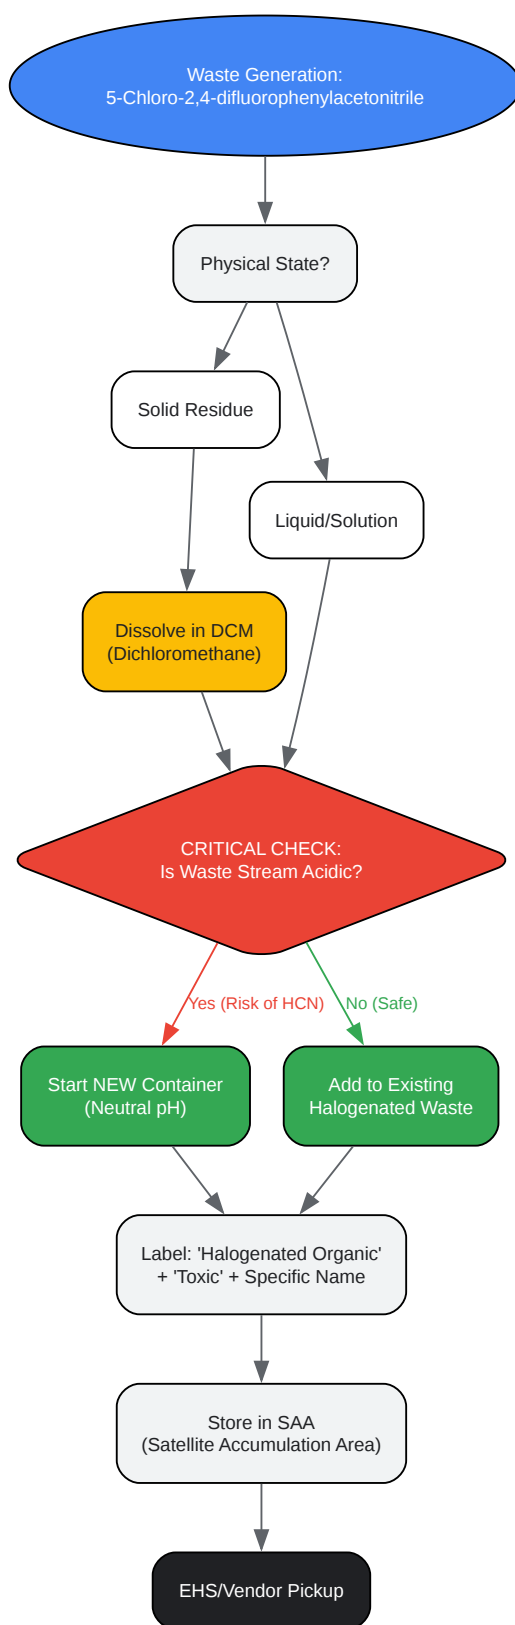 Waste Generation:
5-Chloro-2,4-difluorophenylacetonitrile
Physical State?
Solid Residue
Liquid/Solution
Dissolve in DCM
(Dichloromethane)
CRITICAL CHECK:
Is Waste Stream Acidic?
Yes (Risk of HCN)
No (Safe)
Start NEW Container
(Neutral pH)
Add to Existing
Halogenated Waste
Label: 'Halogenated Organic'
+ 'Toxic' + Specific Name
Store in SAA
(Satellite Accumulation Area)
EHS/Vendor Pickup